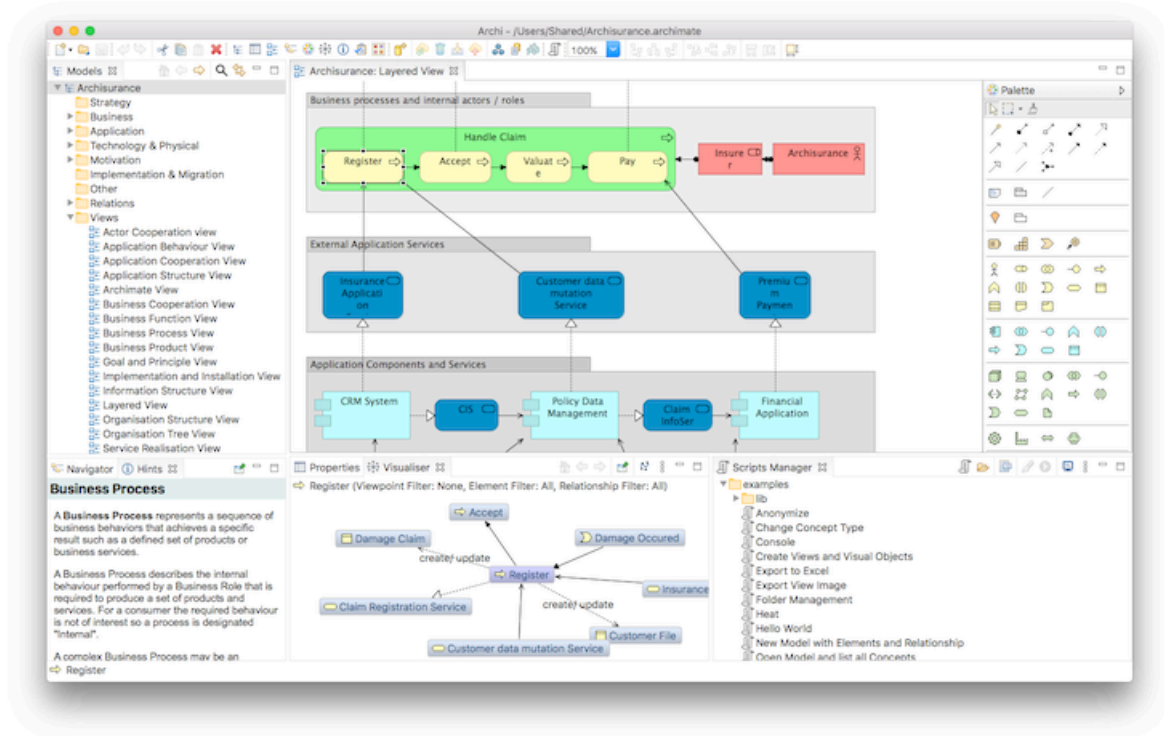 Archi - /Users/Shared/Archisurance.archimate
100%
Models
Archisurance
Strategy
Business
Application
Technology & Physical
Motivation
Implementation & Migration
Other
Relations
Views
Actor Cooperation view
Application Behaviour View
Application Cooperation View
Application Structure View
Archimate View
Business Cooperation View
Business Function View
Business Process View
Business Product View
Goal and Principle View
Implementation and Installation View
Information Structure View
Layered View
Organisation Structure View
Organisation Tree View
Service Realisation View
Archisurance: Layered View
Business processes and internal actors / roles
Handle Claim
Register
Accept
Valuat
e
Pay
Insure
r
Archisurance
External Application Services
Insurance
Applicati
on
Customer data
mutation
Service
Premiu
m
Paymen
Application Components and Services
CRM System
CIS
Policy Data
Management
Claim
InfoSer
Financial
Application
Palette
Navigator
Hints
Business Process
A Business Process represents a sequence of
business behaviors that achieves a specific
result such as a defined set of products or
business services.
A Business Process describes the internal
behaviour performed by a Business Role that is
required to produce a set of products and
services. For a consumer the required behaviour
is not of interest so a process is designated
"Internal".
A complex Business Process may be an
Register
Properties
Visualiser
Register (Viewpoint Filter: None, Element Filter: All, Relationship Filter: All)
Accept
Damage Claim
Damage Occured
create/ update
Register
Insurance
Claim Registration Service
create/ update
Customer File
Customer data mutation Service
Scripts Manager
examples
lib
Anonymize
Change Concept Type
Console
Create Views and Visual Objects
Export to Excel
Export View Image
Folder Management
Heat
Hello World
New Model with Elements and Relationship
Open Model and list all Concepts